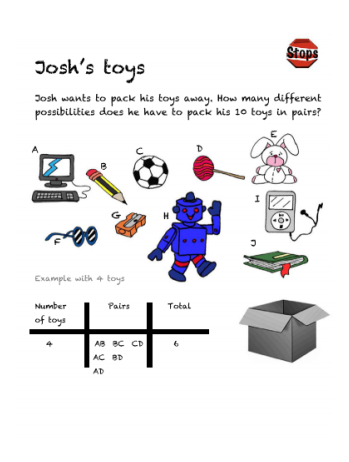 Stops
Josh's toys
Josh wants to pack his toys away. How many different
possibilities does he have to pack his 10 toys in pairs?
A
B
C
D
E
F
G
H
I
J
Example with 4 toys
Number of toys
Pairs
Total
4
AB BC CD
6
AC BD
AD